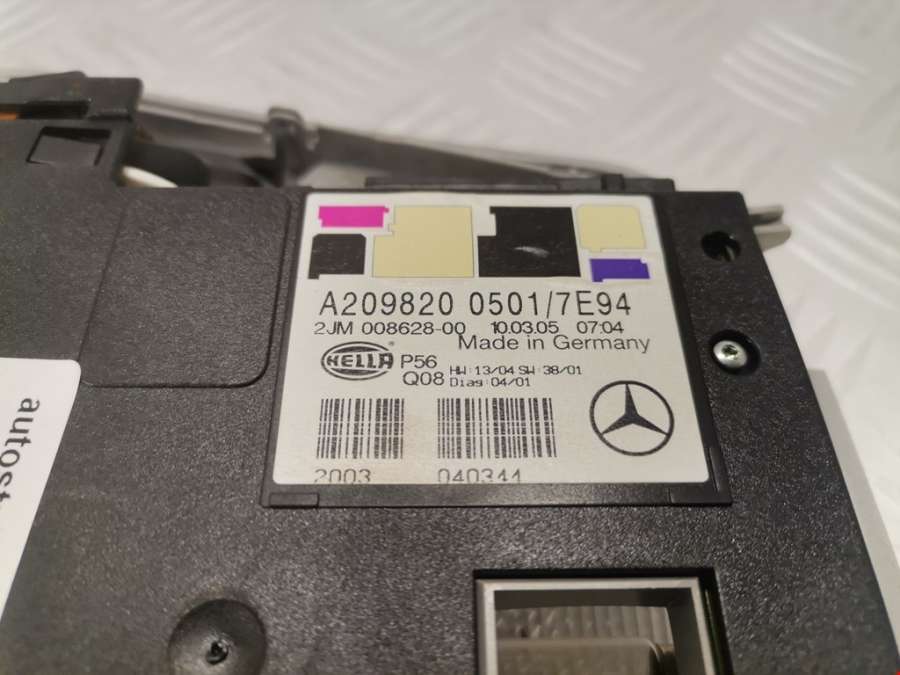 A209820 0501/7E94
2JM 008628-00 10.03.05 07:04
Made in Germany
HELLA P56 HW:13/04 SW:38/01
Q08 Diag:04/01
2003 040344
autost